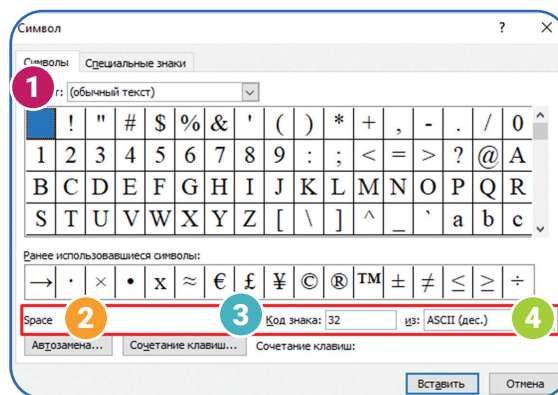 Символ ? ×
Символы Специальные знаки
1 т: (обычный текст)
! " # $ % & ' ( ) * + , - . / 0
1 2 3 4 5 6 7 8 9 : ; < = > ? @ A
B C D E F G H I J K L M N O P Q R
S T U V W X Y Z [ \ ] ^ _ ` a b c
Ранее использовавшиеся символы:
→ · × • x ≈ € £ ¥ © ® ™ ± ≠ ≤ ≥ ÷
Space 2 3 Код знака: 32 из: ASCII (дес.) 4
Автозамена... Сочетание клавиш... Сочетание клавиш:
Вставить Отмена